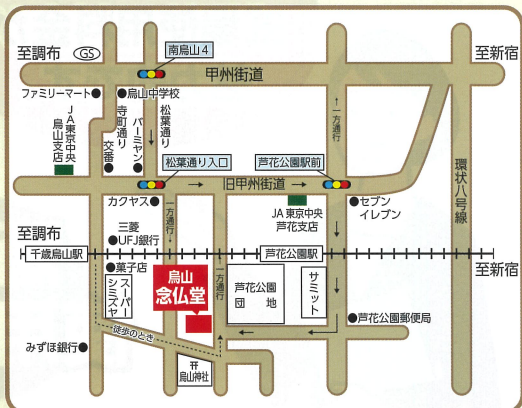 南烏山4
至調布
GS
至新宿
甲州街道
ファミリーマート
烏山中学校
JA東京中央
烏山支店
寺町通り
交番
バーミヤン
松葉通り
一方通行
環状八号線
松葉通り入口
芦花公園駅前
旧甲州街道
カクヤス
一方通行
JA東京中央
芦花支店
セブン
イレブン
三菱
UFJ銀行
至調布
千歳烏山駅
芦花公園駅
至新宿
菓子店
スーパー
シミズヤ
烏山
念仏堂
一方通行
芦花公園
団地
サミット
芦花公園郵便局
徒歩のとき
みずほ銀行
烏山神社